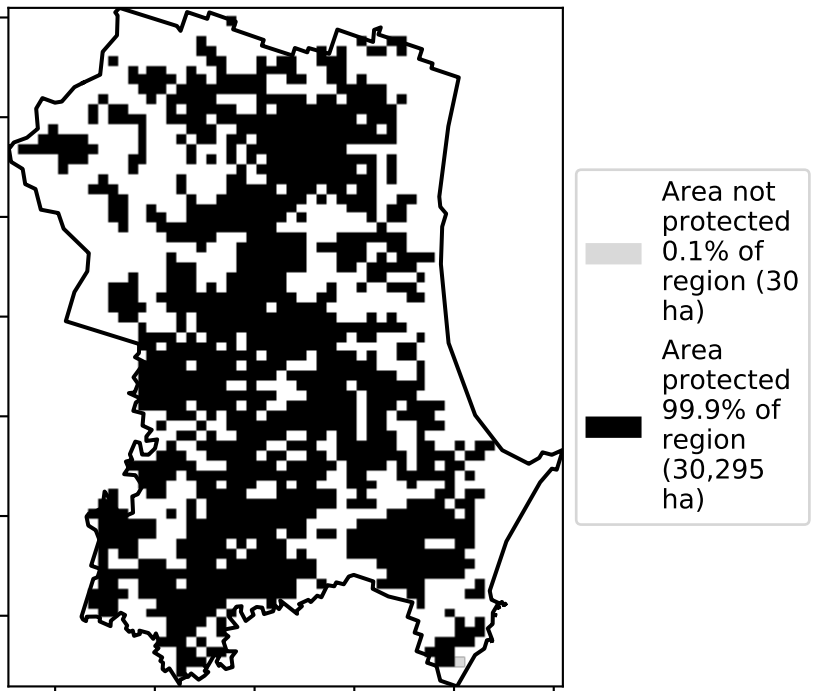 Area not
protected
0.1% of
region (30
ha)
Area
protected
99.9% of
region
(30,295
ha)